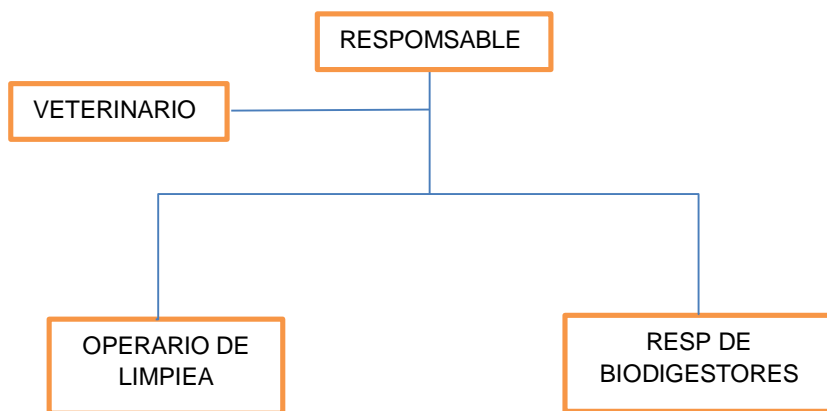 RESPOMSABLE
VETERINARIO
OPERARIO DE
LIMPIEA
RESP DE
BIODIGESTORES